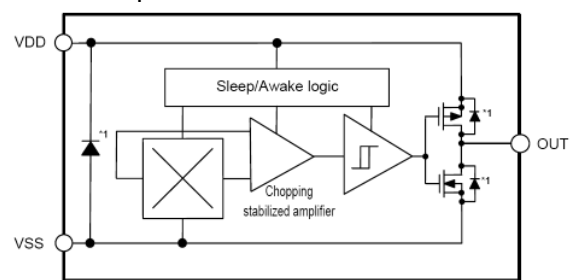 VDD
Sleep/Awake logic
*1
*1
OUT
Chopping
stabilized amplifier
*1
VSS